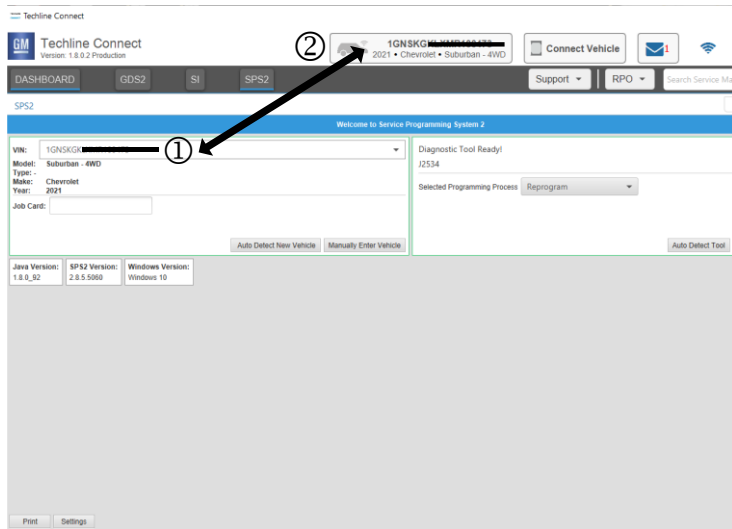 Techline Connect
GM
Techline Connect
Version: 1.8.0.2 Production
②
1GNSKG
2021 • Chevrolet • Suburban - 4WD
Connect Vehicle
1
DASHBOARD
GDS2
SI
SPS2
Support
RPO
Search Service Ma
SPS2
Welcome to Service Programming System 2
VIN: 1GNSKGK
①
Model: Suburban - 4WD
Type: -
Make: Chevrolet
Year: 2021
Job Card:
Auto Detect New Vehicle
Manually Enter Vehicle
Diagnostic Tool Ready!
J2534
Selected Programming Process
Reprogram
Auto Detect Tool
Java Version:
1.8.0_92
SPS2 Version:
2.8.5.5060
Windows Version:
Windows 10
Print
Settings